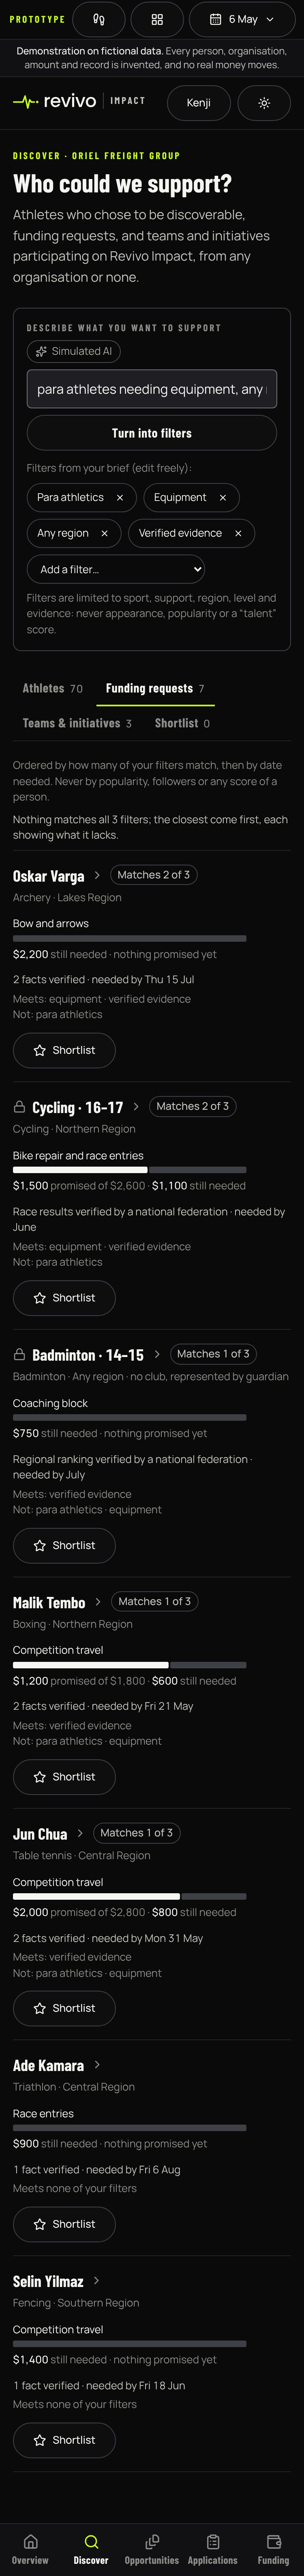 PROTOTYPE
6 May
Demonstration on fictional data. Every person, organisation,
amount and record is invented, and no real money moves.
revivo IMPACT
Kenji
DISCOVER · ORIEL FREIGHT GROUP
Who could we support?
Athletes who chose to be discoverable,
funding requests, and teams and initiatives
participating on Revivo Impact, from any
organisation or none.
DESCRIBE WHAT YOU WANT TO SUPPORT
Simulated AI
para athletes needing equipment, any
Turn into filters
Filters from your brief (edit freely):
Para athletics × Equipment ×
Any region × Verified evidence ×
Add a filter…
Filters are limited to sport, support, region, level and
evidence: never appearance, popularity or a “talent”
score.
Athletes 70 Funding requests 7
Teams & initiatives 3 Shortlist 0
Ordered by how many of your filters match, then by date
needed. Never by popularity, followers or any score of a
person.
Nothing matches all 3 filters; the closest come first, each
showing what it lacks.
Oskar Varga Matches 2 of 3
Archery · Lakes Region
Bow and arrows
$2,200 still needed · nothing promised yet
2 facts verified · needed by Thu 15 Jul
Meets: equipment · verified evidence
Not: para athletics
Shortlist
Cycling · 16–17 Matches 2 of 3
Cycling · Northern Region
Bike repair and race entries
$1,500 promised of $2,600 · $1,100 still needed
Race results verified by a national federation · needed by
June
Meets: equipment · verified evidence
Not: para athletics
Shortlist
Badminton · 14–15 Matches 1 of 3
Badminton · Any region · no club, represented by guardian
Coaching block
$750 still needed · nothing promised yet
Regional ranking verified by a national federation ·
needed by July
Meets: verified evidence
Not: para athletics · equipment
Shortlist
Malik Tembo Matches 1 of 3
Boxing · Northern Region
Competition travel
$1,200 promised of $1,800 · $600 still needed
2 facts verified · needed by Fri 21 May
Meets: verified evidence
Not: para athletics · equipment
Shortlist
Jun Chua Matches 1 of 3
Table tennis · Central Region
Competition travel
$2,000 promised of $2,800 · $800 still needed
2 facts verified · needed by Mon 31 May
Meets: verified evidence
Not: para athletics · equipment
Shortlist
Ade Kamara
Triathlon · Central Region
Race entries
$900 still needed · nothing promised yet
1 fact verified · needed by Fri 6 Aug
Meets none of your filters
Shortlist
Selin Yilmaz
Fencing · Southern Region
Competition travel
$1,400 still needed · nothing promised yet
1 fact verified · needed by Fri 18 Jun
Meets none of your filters
Shortlist
Overview Discover Opportunities Applications Funding